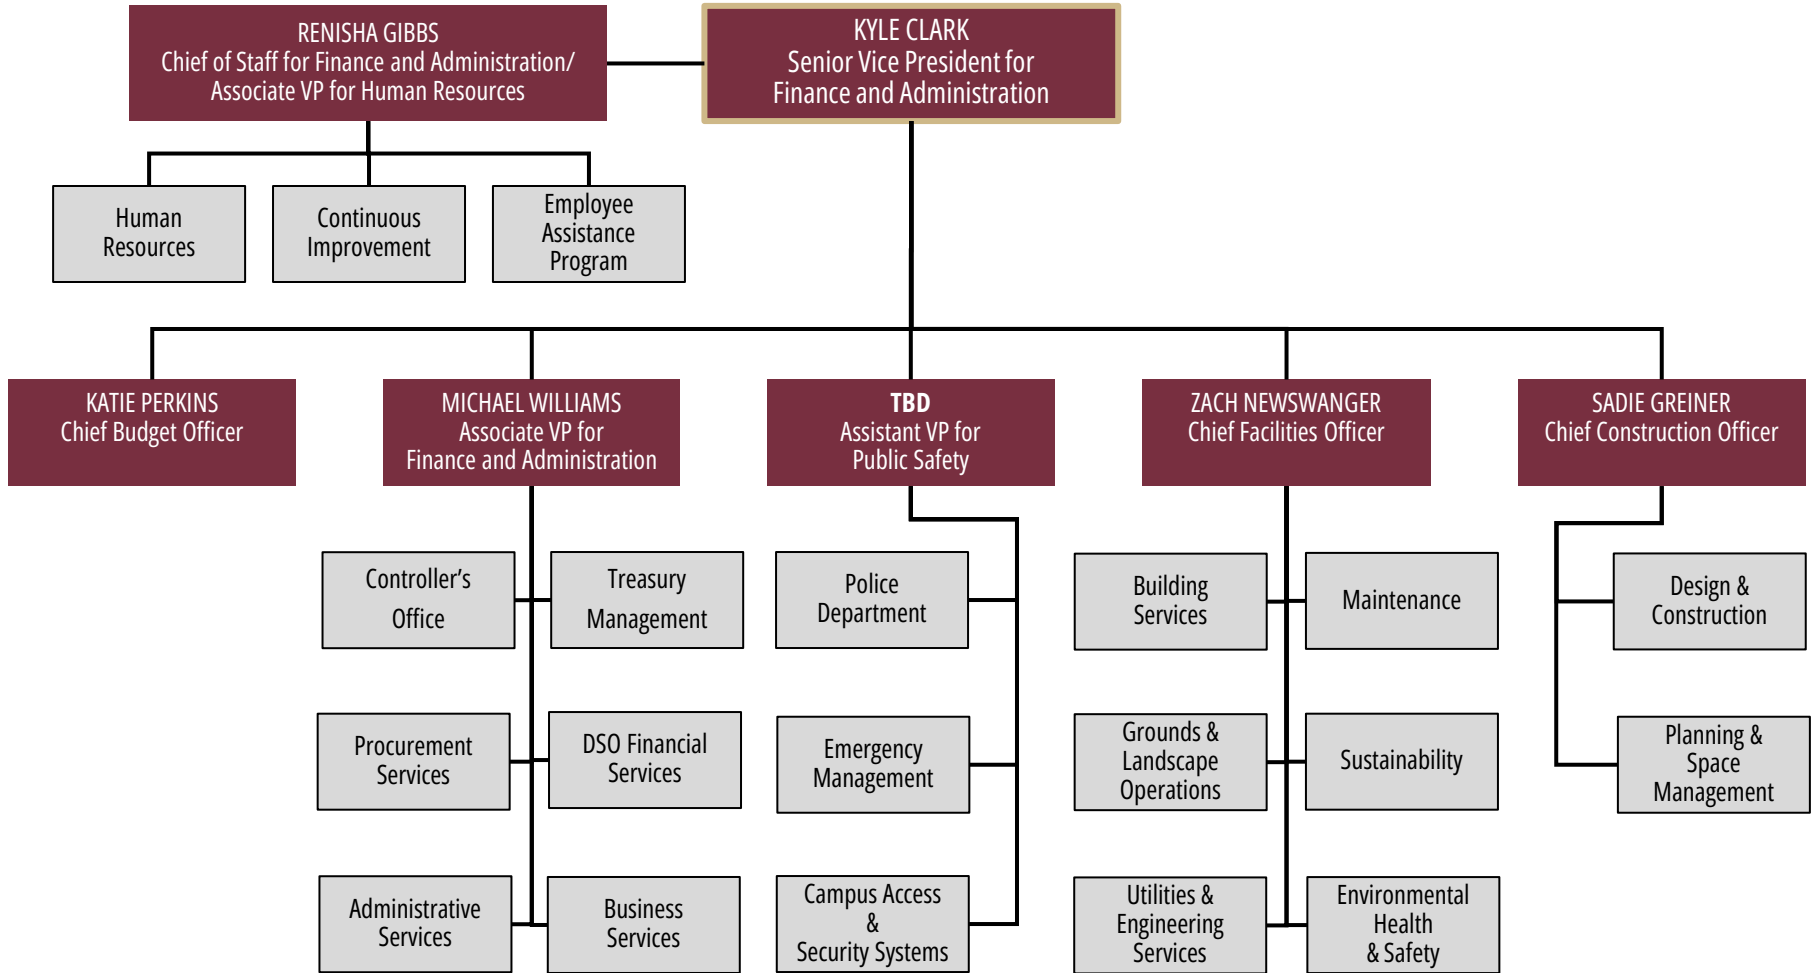 RENISHA GIBBS
Chief of Staff for Finance and Administration/
Associate VP for Human Resources
KYLE CLARK
Senior Vice President for
Finance and Administration
Human
Resources
Continuous
Improvement
Employee
Assistance
Program
KATIE PERKINS
Chief Budget Officer
MICHAEL WILLIAMS
Associate VP for
Finance and Administration
TBD
Assistant VP for
Public Safety
ZACH NEWSWANGER
Chief Facilities Officer
SADIE GREINER
Chief Construction Officer
Controller’s
Office
Treasury
Management
Police
Department
Building
Services
Maintenance
Design &
Construction
Procurement
Services
DSO Financial
Services
Emergency
Management
Grounds &
Landscape
Operations
Sustainability
Planning &
Space
Management
Administrative
Services
Business
Services
Campus Access
&
Security Systems
Utilities &
Engineering
Services
Environmental
Health
& Safety